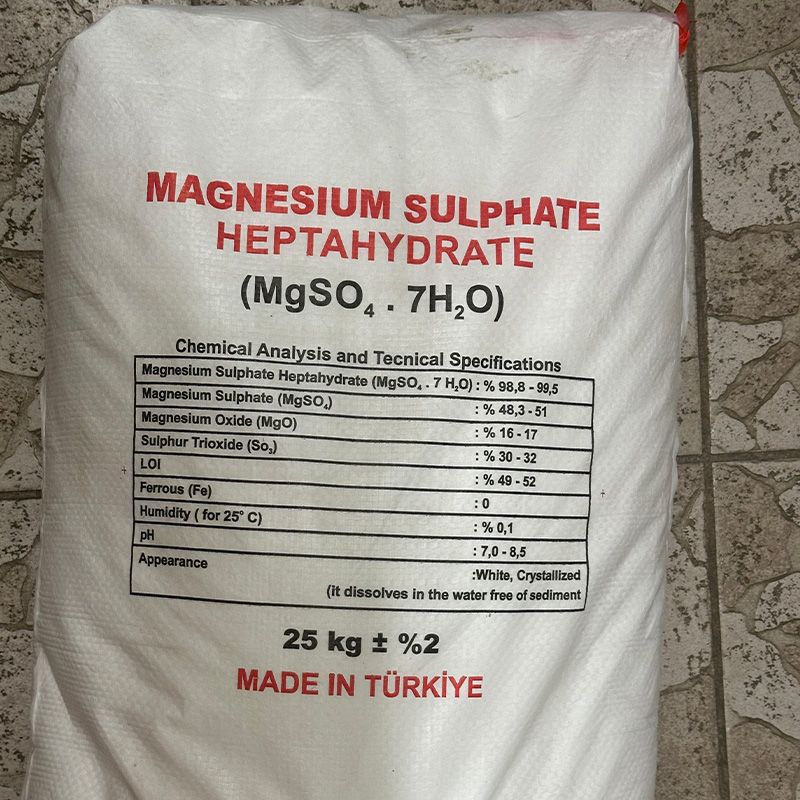 MAGNESIUM SULPHATE
HEPTAHYDRATE
(MgSO₄ . 7H₂O)
Chemical Analysis and Tecnical Specifications
Magnesium Sulphate Heptahydrate (MgSO₄ . 7 H₂O) : % 98,8 - 99,5
Magnesium Sulphate (MgSO₄) : % 48,3 - 51
Magnesium Oxide (MgO) : % 16 - 17
Sulphur Trioxide (So₃) : % 30 - 32
LOI : % 49 - 52
Ferrous (Fe) : 0
Humidity ( for 25° C) : % 0,1
pH : 7,0 - 8,5
Appearance :White, Crystallized
(it dissolves in the water free of sediment
25 kg ± %2
MADE IN TÜRKİYE